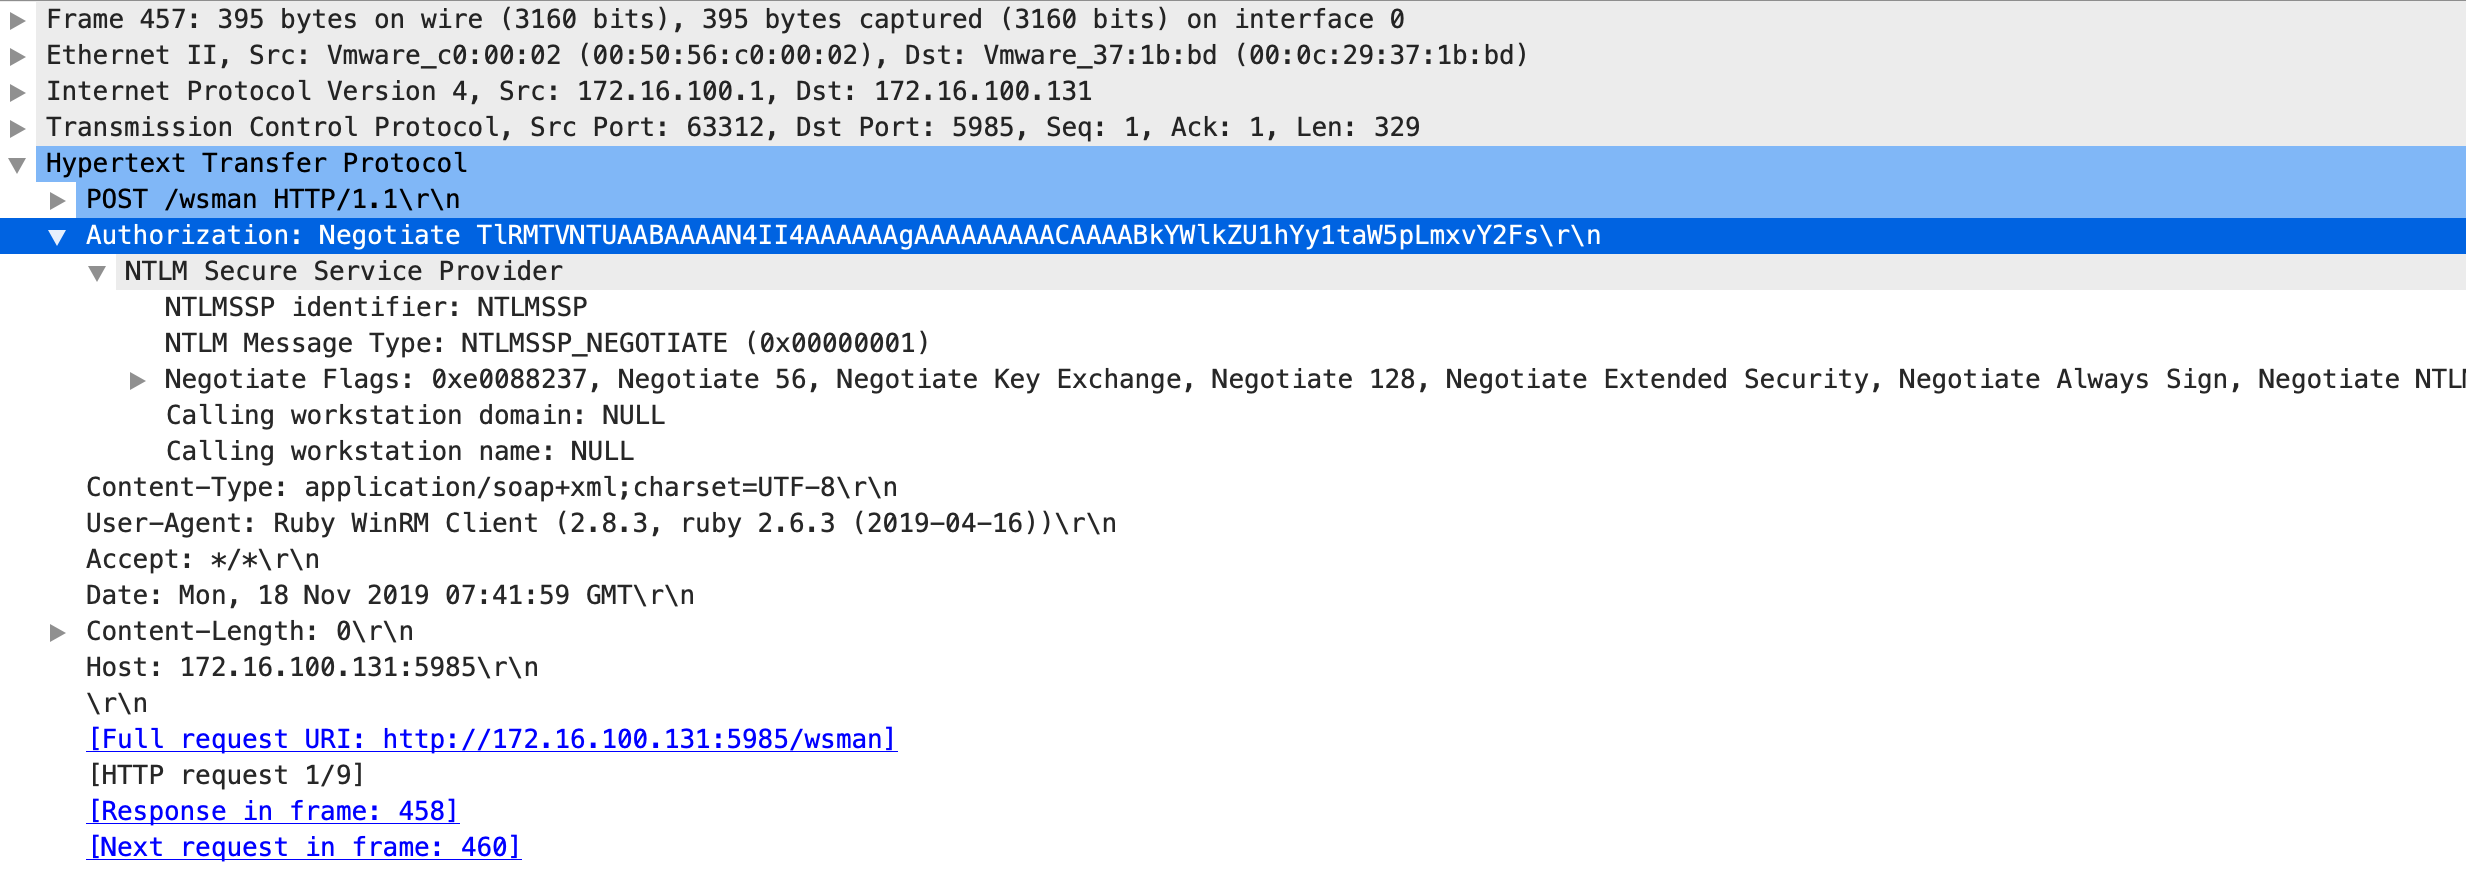 Frame 457: 395 bytes on wire (3160 bits), 395 bytes captured (3160 bits) on interface 0
Ethernet II, Src: Vmware_c0:00:02 (00:50:56:c0:00:02), Dst: Vmware_37:1b:bd (00:0c:29:37:1b:bd)
Internet Protocol Version 4, Src: 172.16.100.1, Dst: 172.16.100.131
Transmission Control Protocol, Src Port: 63312, Dst Port: 5985, Seq: 1, Ack: 1, Len: 329
Hypertext Transfer Protocol
POST /wsman HTTP/1.1\r\n
Authorization: Negotiate TlRMTVNTUAABAAAAN4II4AAAAAAgAAAAAAAAACAAAABkYWlkZU1hYy1taW5pLmxvY2Fs\r\n
NTLM Secure Service Provider
NTLMSSP identifier: NTLMSSP
NTLM Message Type: NTLMSSP_NEGOTIATE (0x00000001)
Negotiate Flags: 0xe0088237, Negotiate 56, Negotiate Key Exchange, Negotiate 128, Negotiate Extended Security, Negotiate Always Sign, Negotiate NTLM
Calling workstation domain: NULL
Calling workstation name: NULL
Content-Type: application/soap+xml;charset=UTF-8\r\n
User-Agent: Ruby WinRM Client (2.8.3, ruby 2.6.3 (2019-04-16))\r\n
Accept: */*\r\n
Date: Mon, 18 Nov 2019 07:41:59 GMT\r\n
Content-Length: 0\r\n
Host: 172.16.100.131:5985\r\n
\r\n
[Full request URI: http://172.16.100.131:5985/wsman]
[HTTP request 1/9]
[Response in frame: 458]
[Next request in frame: 460]